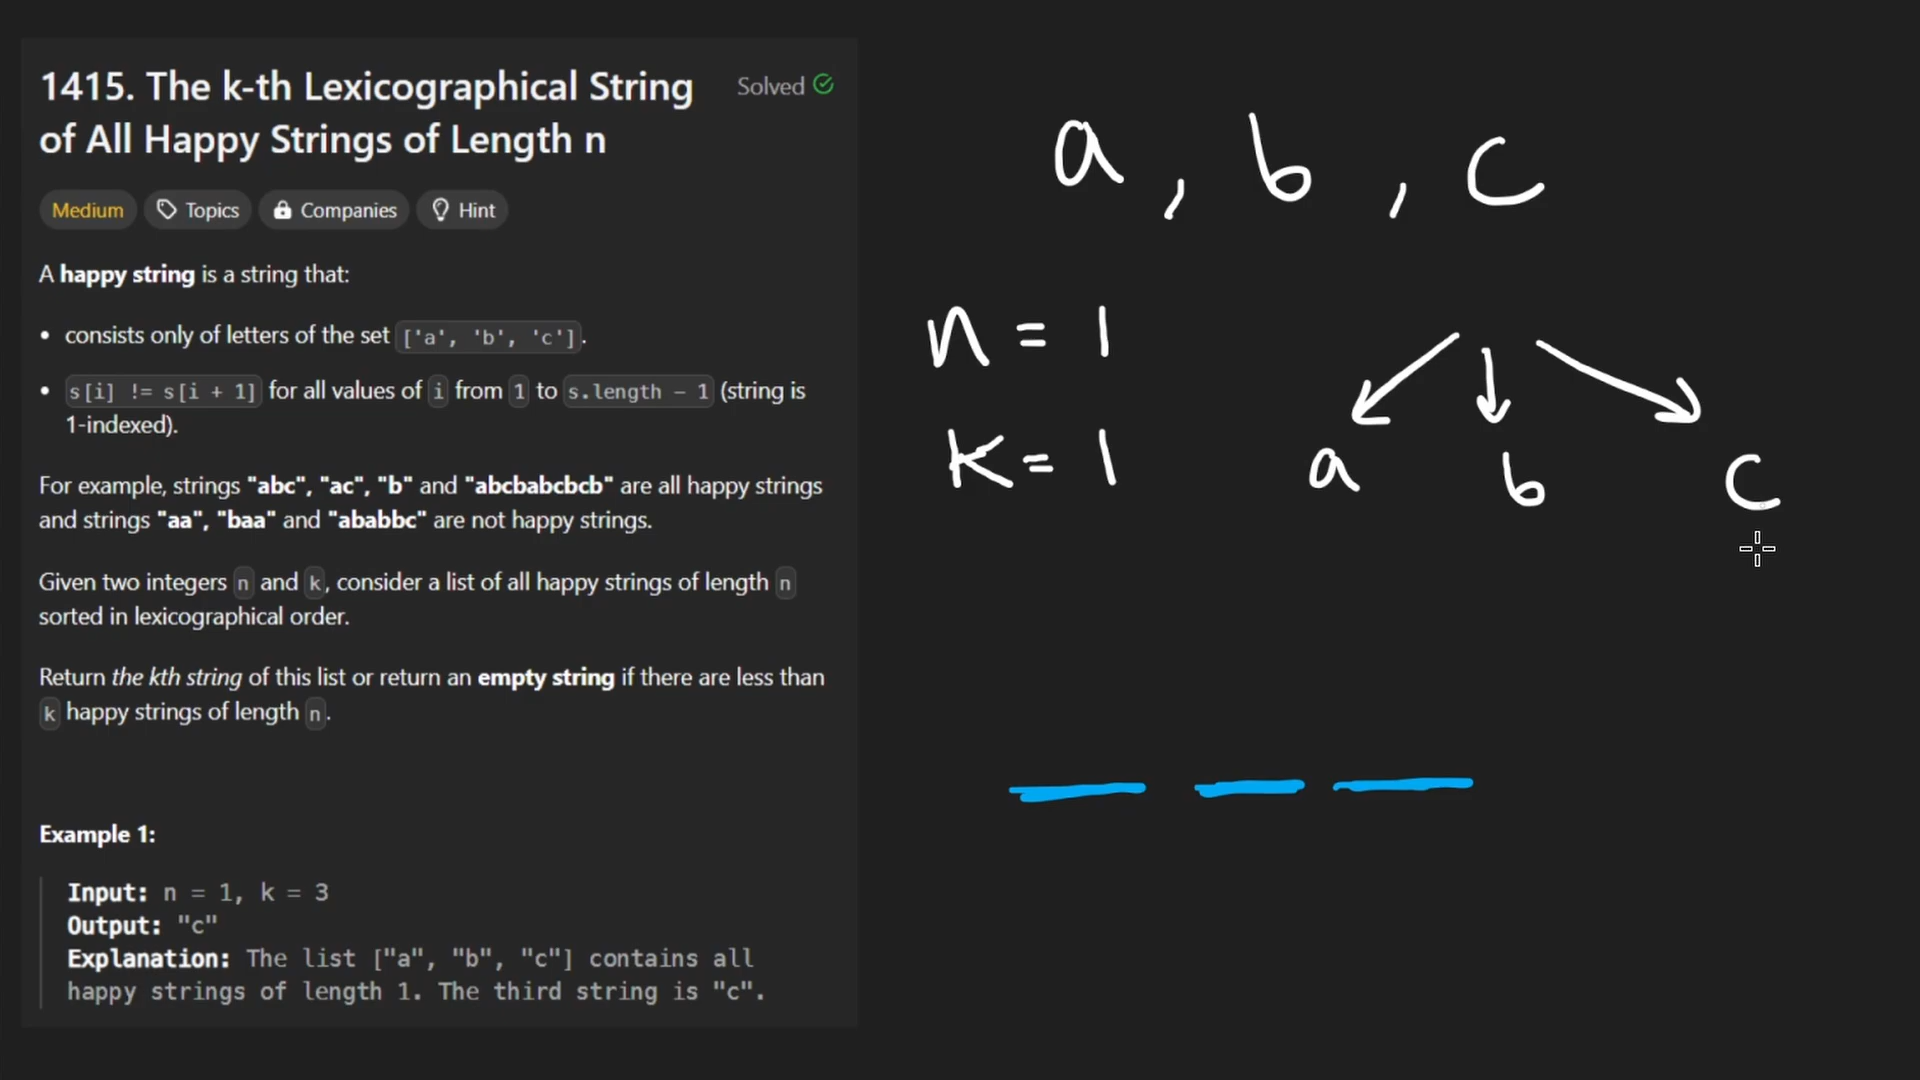 1415. The k-th Lexicographical String
of All Happy Strings of Length n
Solved
Medium
Topics
Companies
Hint
A happy string is a string that:
• consists only of letters of the set ['a', 'b', 'c'].
• s[i] != s[i + 1] for all values of i from 1 to s.length - 1 (string is
1-indexed).
For example, strings "abc", "ac", "b" and "abcbabcbcb" are all happy strings
and strings "aa", "baa" and "ababbc" are not happy strings.
Given two integers n and k, consider a list of all happy strings of length n
sorted in lexicographical order.
Return the kth string of this list or return an empty string if there are less than
k happy strings of length n.
Example 1:
Input: n = 1, k = 3
Output: "c"
Explanation: The list ["a", "b", "c"] contains all
happy strings of length 1. The third string is "c".
a, b, c
n = 1
k = 1
a b c